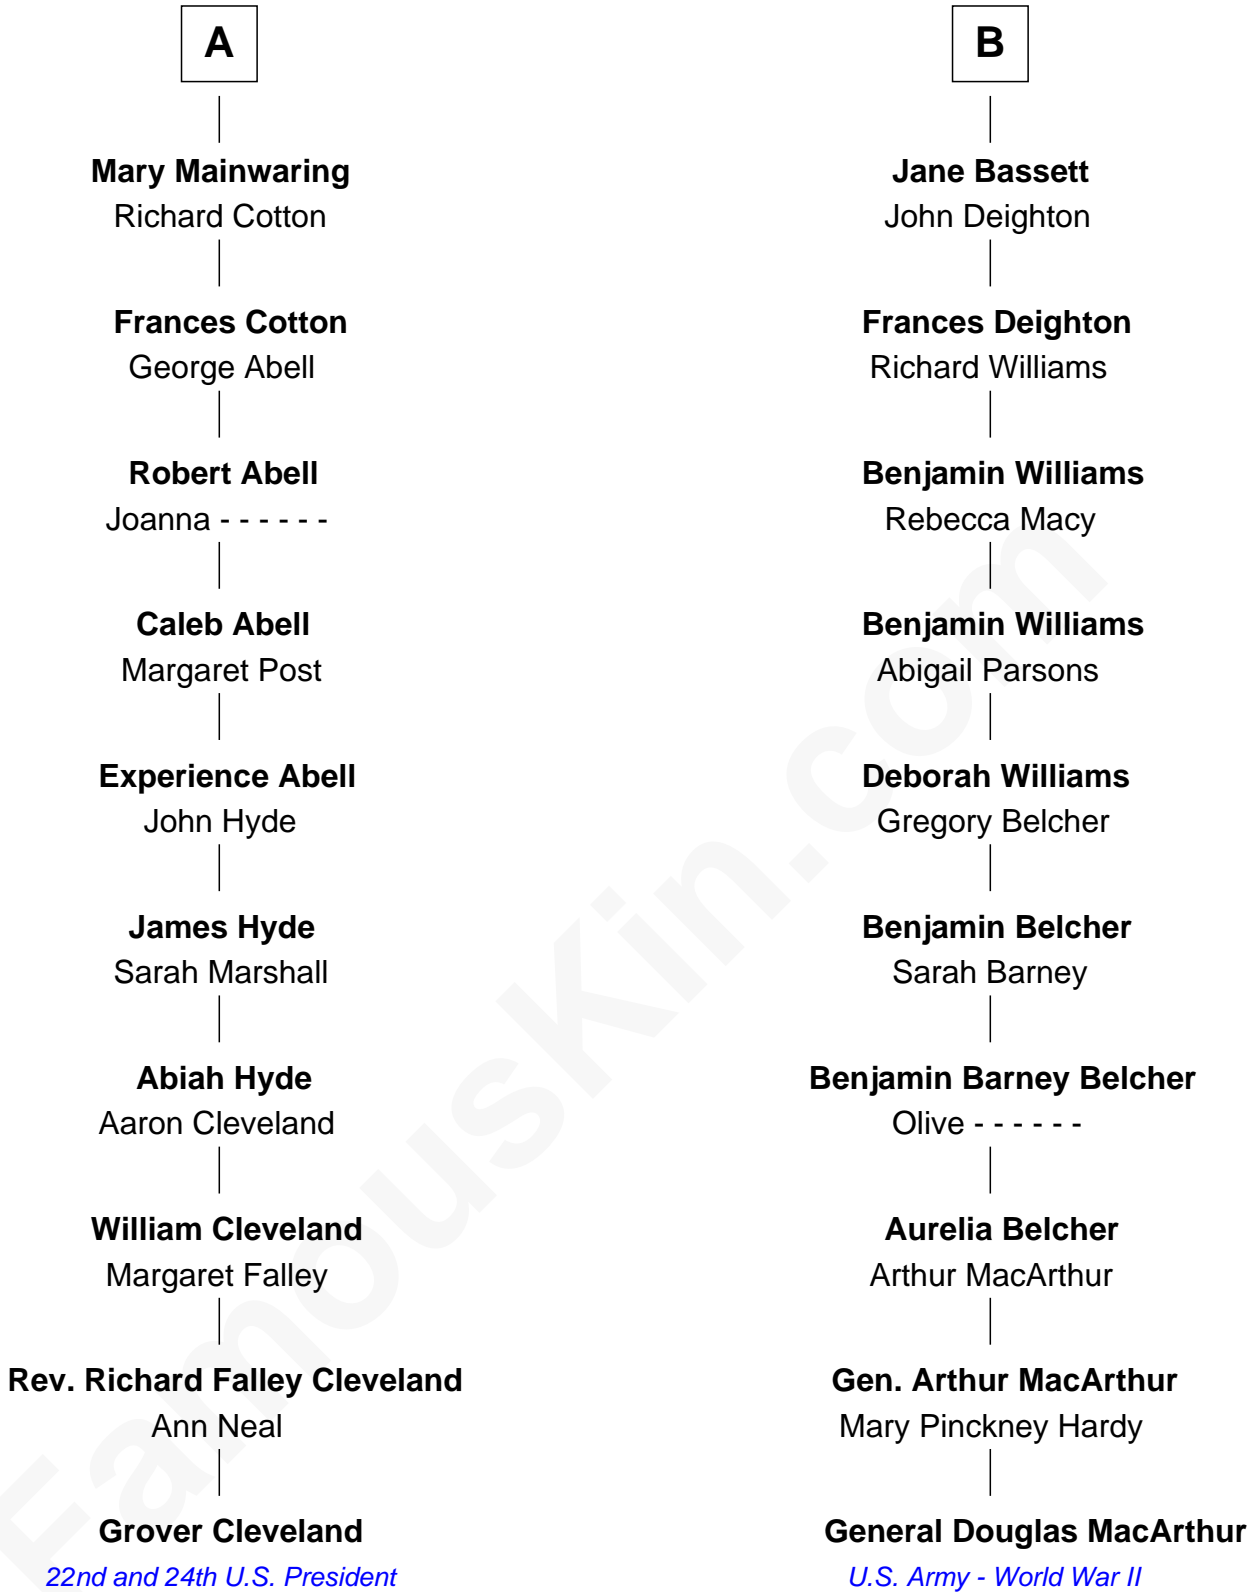 A
Mary Mainwaring
Richard Cotton
Frances Cotton
George Abell
Robert Abell
Joanna - - - - - -
Caleb Abell
Margaret Post
Experience Abell
John Hyde
James Hyde
Sarah Marshall
Abiah Hyde
Aaron Cleveland
William Cleveland
Margaret Falley
Rev. Richard Falley Cleveland
Ann Neal
Grover Cleveland
22nd and 24th U.S. President
B
Jane Bassett
John Deighton
Frances Deighton
Richard Williams
Benjamin Williams
Rebecca Macy
Benjamin Williams
Abigail Parsons
Deborah Williams
Gregory Belcher
Benjamin Belcher
Sarah Barney
Benjamin Barney Belcher
Olive - - - - - -
Aurelia Belcher
Arthur MacArthur
Gen. Arthur MacArthur
Mary Pinckney Hardy
General Douglas MacArthur
U.S. Army - World War II
FamousKin.com